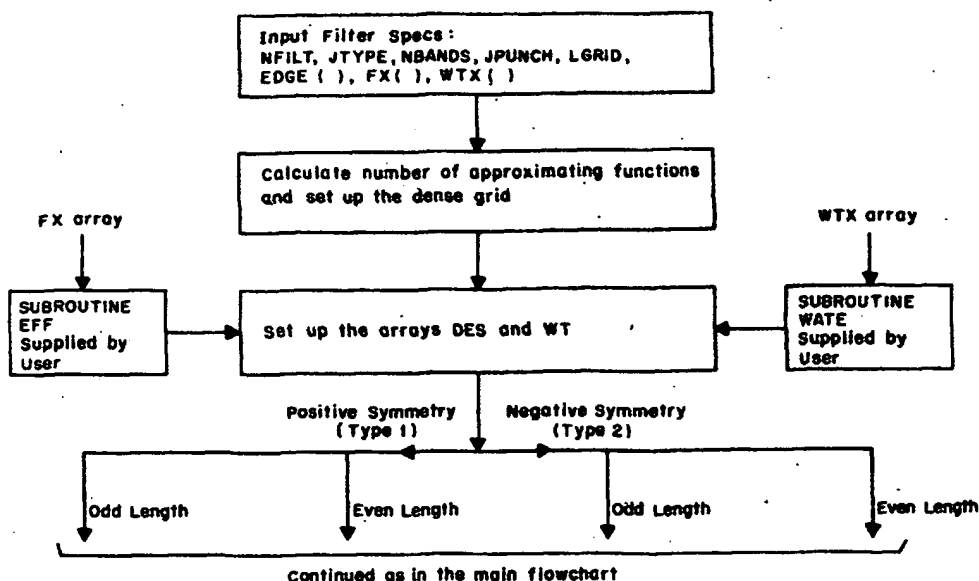 Input Filter Specs:
NFILT, JTYPE, NBANDS, JPUNCH, LGRID,
EDGE ( ), FX( ), WTX( )
Calculate number of approximating functions
and set up the dense grid
FX array
WTX array
SUBROUTINE
EFF
Supplied by
User
Set up the arrays DES and WT
SUBROUTINE
WATE
Supplied by
User
Positive Symmetry
(Type 1)
Negative Symmetry
(Type 2)
Odd Length
Even Length
Odd Length
Even Length
Continued as in the main flowchart